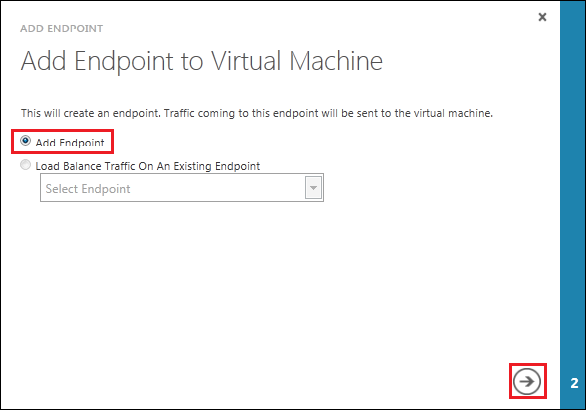 ADD ENDPOINT
Add Endpoint to Virtual Machine
This will create an endpoint. Traffic coming to this endpoint will be sent to the virtual machine.
Add Endpoint
Load Balance Traffic On An Existing Endpoint
Select Endpoint
2